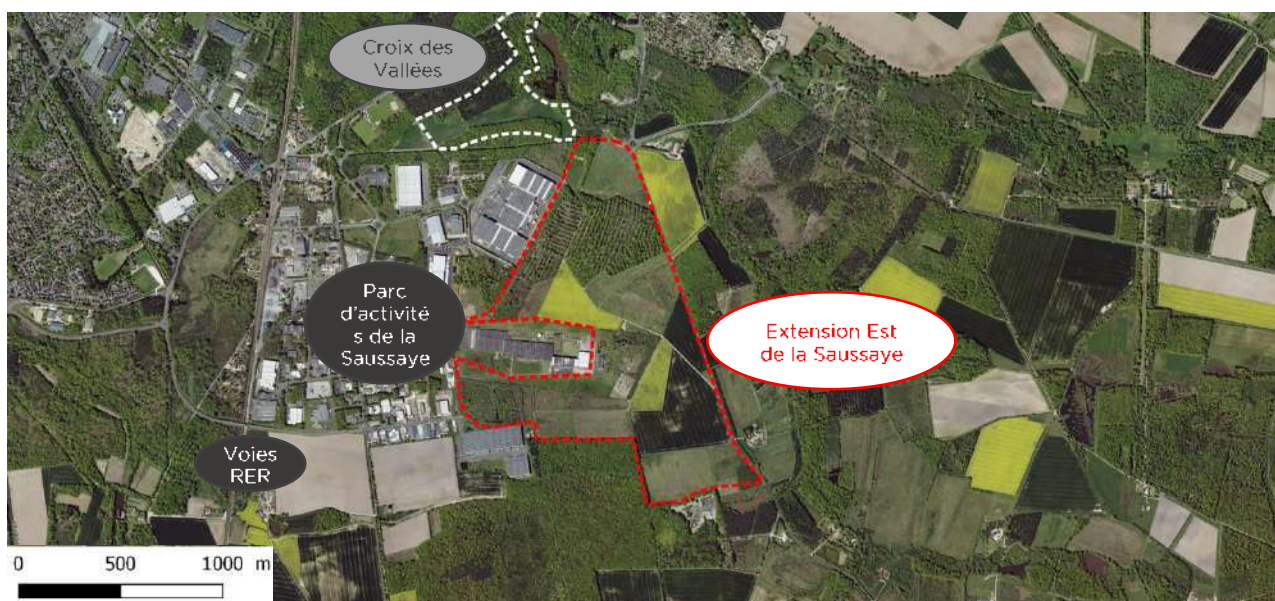 Croix des
Vallées
Parc
d'activité
s de la
Saussaye
Extension Est
de la Saussaye
Voies
RER
0 500 1000 m